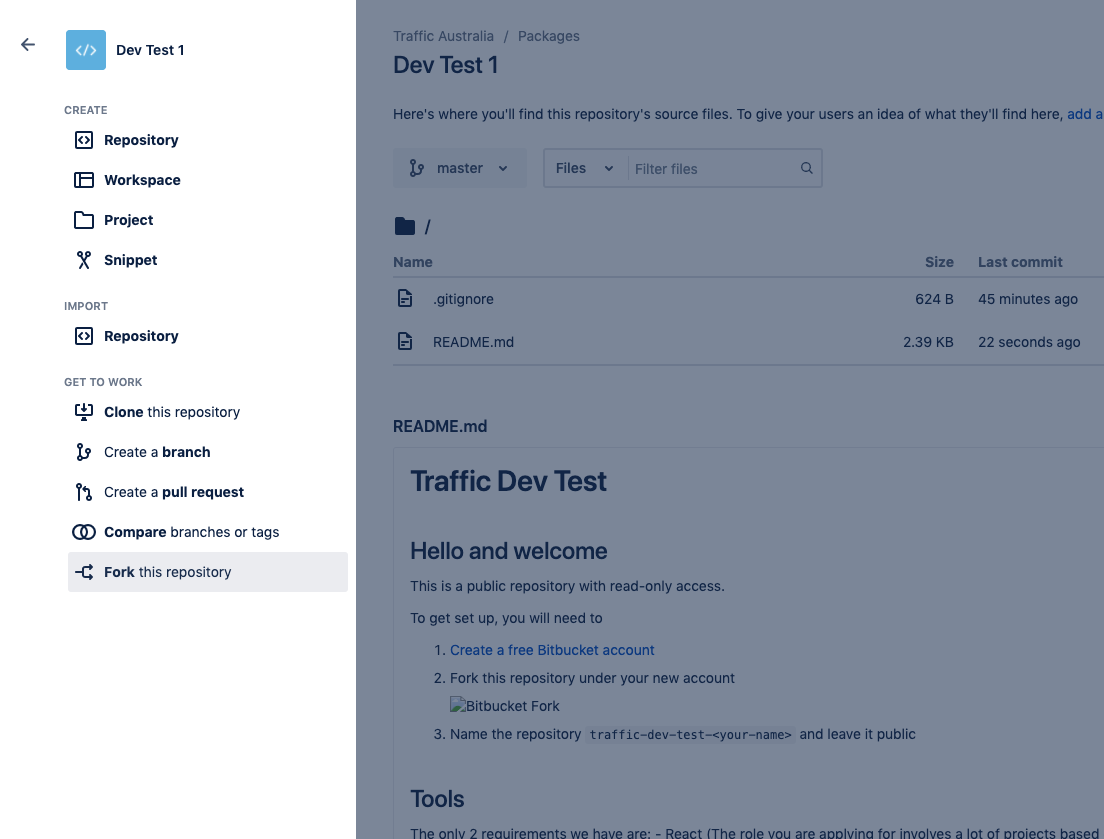 Dev Test 1
CREATE
Repository
Workspace
Project
Snippet
IMPORT
Repository
GET TO WORK
Clone this repository
Create a branch
Create a pull request
Compare branches or tags
Fork this repository
Traffic Australia / Packages
Dev Test 1
Here's where you'll find this repository's source files. To give your users an idea of what they'll find here, add a
master Files Filter files
/
Name Size Last commit
.gitignore 624 B 45 minutes ago
README.md 2.39 KB 22 seconds ago
README.md
Traffic Dev Test
Hello and welcome
This is a public repository with read-only access.
To get set up, you will need to
1. Create a free Bitbucket account
2. Fork this repository under your new account
Bitbucket Fork
3. Name the repository traffic-dev-test-<your-name> and leave it public
Tools
The only 2 requirements we have are: - React (The role you are applying for involves a lot of projects based